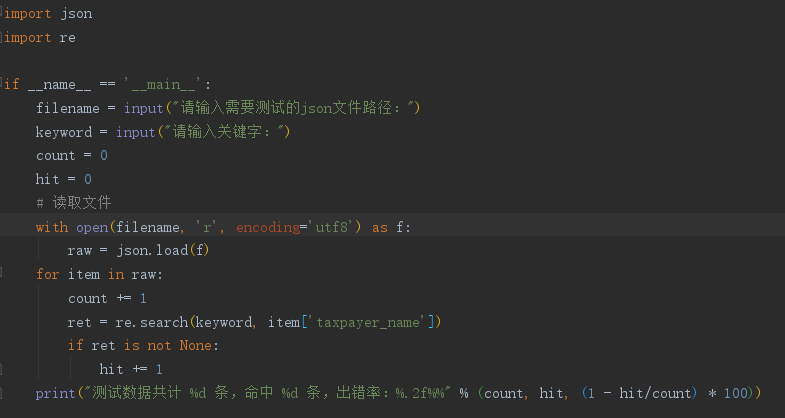 import json
import re
if __name__ == '__main__':
    filename = input("请输入需要测试的json文件路径：")
    keyword = input("请输入关键字：")
    count = 0
    hit = 0
    # 读取文件
    with open(filename, 'r', encoding='utf8') as f:
        raw = json.load(f)
    for item in raw:
        count += 1
        ret = re.search(keyword, item['taxpayer_name'])
        if ret is not None:
            hit += 1
    print("测试数据共计 %d 条，命中 %d 条，出错率：%.2f%%" % (count, hit, (1 - hit/count) * 100))